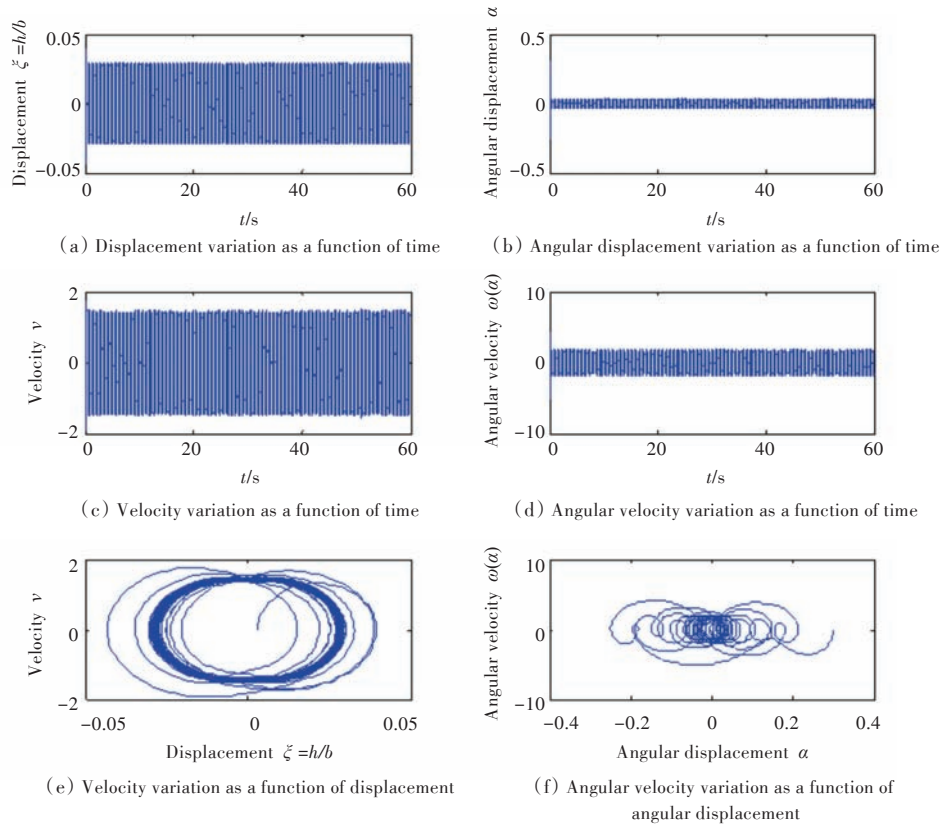 Displacement ξ=h/b
0.05
0
−0.05
0 20 40 60
t/s
(a) Displacement variation as a function of time
Angular displacement α
0.5
0
−0.5
0 20 40 60
t/s
(b) Angular displacement variation as a function of time
Velocity v
2
0
−2
0 20 40 60
t/s
(c) Velocity variation as a function of time
Angular velocity ω(α)
10
0
−10
0 20 40 60
t/s
(d) Angular velocity variation as a function of time
Velocity v
2
0
−2
−0.05 0 0.05
Displacement ξ=h/b
(e) Velocity variation as a function of displacement
Angular velocity ω(α)
10
0
−10
−0.4 −0.2 0 0.2 0.4
Angular displacement α
(f) Angular velocity variation as a function of
angular displacement